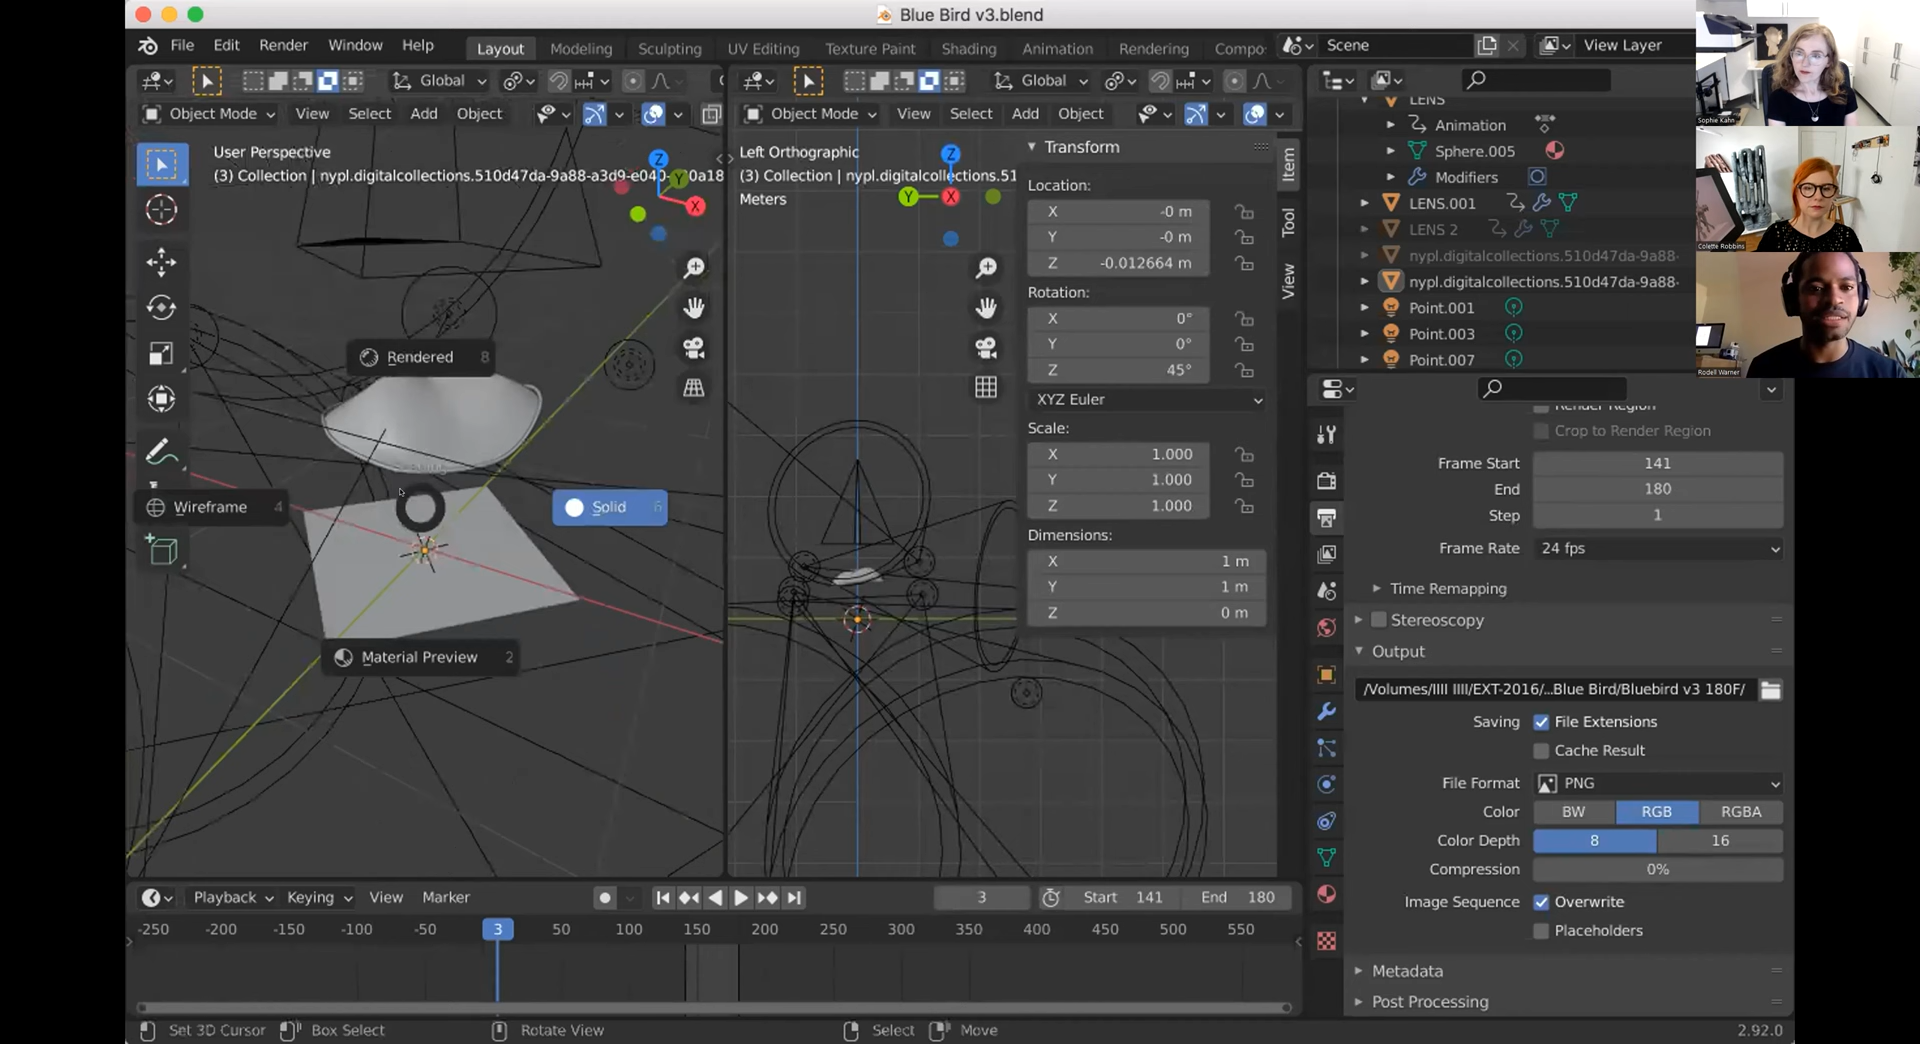 Blue Bird v3.blend
File Edit Render Window Help Layout Modeling Sculpting UV Editing Texture Paint Shading Animation Rendering Compo Scene View Layer
Global Global
Object Mode View Select Add Object Object Mode View Select Add Object
User Perspective
(3) Collection | nypl.digitalcollections.510d47da-9a88-a3d9-e040-
Z
Y
X
Left Orthographic
(3) Collection | nypl.digitalcollections.51
Meters
Z
Y
X
Rendered 8
Wireframe 4
Solid 6
Material Preview 2
Transform
Location:
X -0 m
Y -0 m
Z -0.012664 m
Rotation:
X 0°
Y 0°
Z 45°
XYZ Euler
Scale:
X 1.000
Y 1.000
Z 1.000
Dimensions:
X 1 m
Y 1 m
Z 0 m
Item
Tool
View
LENS
Animation
Sphere.005
Modifiers
LENS.001
LENS 2
nypl.digitalcollections.510d47da-9a88-
nypl.digitalcollections.510d47da-9a88-
Point.001
Point.003
Point.007
Sophie Kahn
Colette Robbins
Rodell Warner
Render Region
Crop to Render Region
Frame Start 141
End 180
Step 1
Frame Rate 24 fps
Time Remapping
Stereoscopy
Output
/Volumes/IIII IIII/EXT-2016/...Blue Bird/Bluebird v3 180F/
Saving File Extensions
Cache Result
File Format PNG
Color BW RGB RGBA
Color Depth 8 16
Compression 0%
Image Sequence Overwrite
Placeholders
Metadata
Post Processing
Playback Keying View Marker 3 Start 141 End 180
-250 -200 -150 -100 -50 3 50 100 150 200 250 300 350 400 450 500 550
Set 3D Cursor Box Select Rotate View Select Move 2.92.0